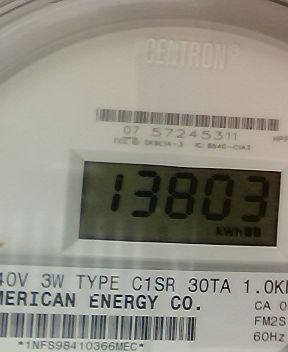 CENTRON®
07 57245311
13803
kWh
40V 3W TYPE C1SR 30TA 1.0K
MERICAN ENERGY CO.
CA 0
FM2S
60Hz
*1NFS98410366MEC*